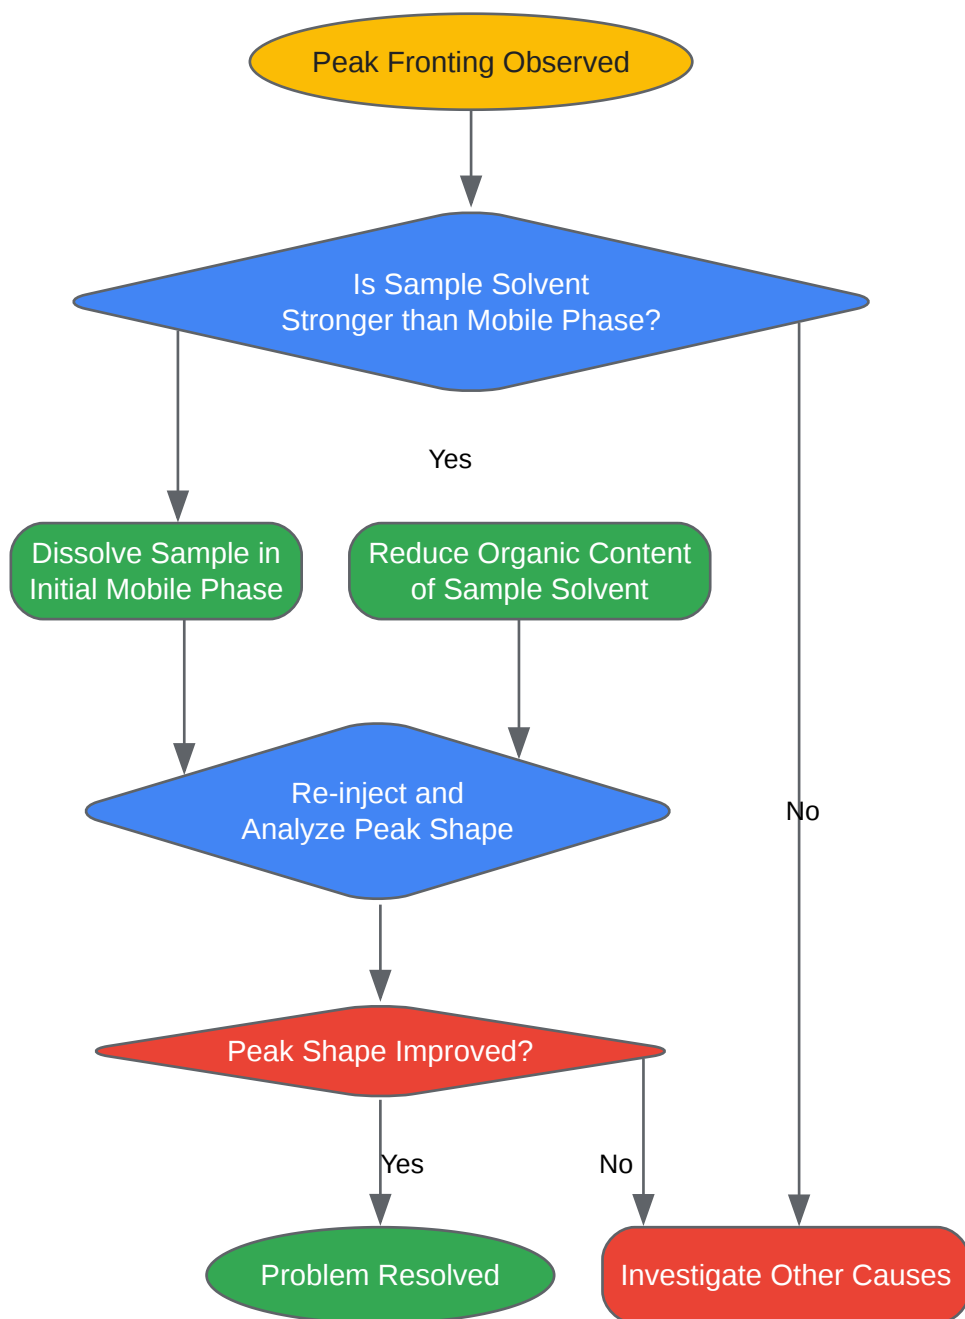 Peak Fronting Observed
Is Sample Solvent
Stronger than Mobile Phase?
Yes
Dissolve Sample in
Initial Mobile Phase
Reduce Organic Content
of Sample Solvent
Re-inject and
Analyze Peak Shape
No
Peak Shape Improved?
Yes
No
Problem Resolved
Investigate Other Causes